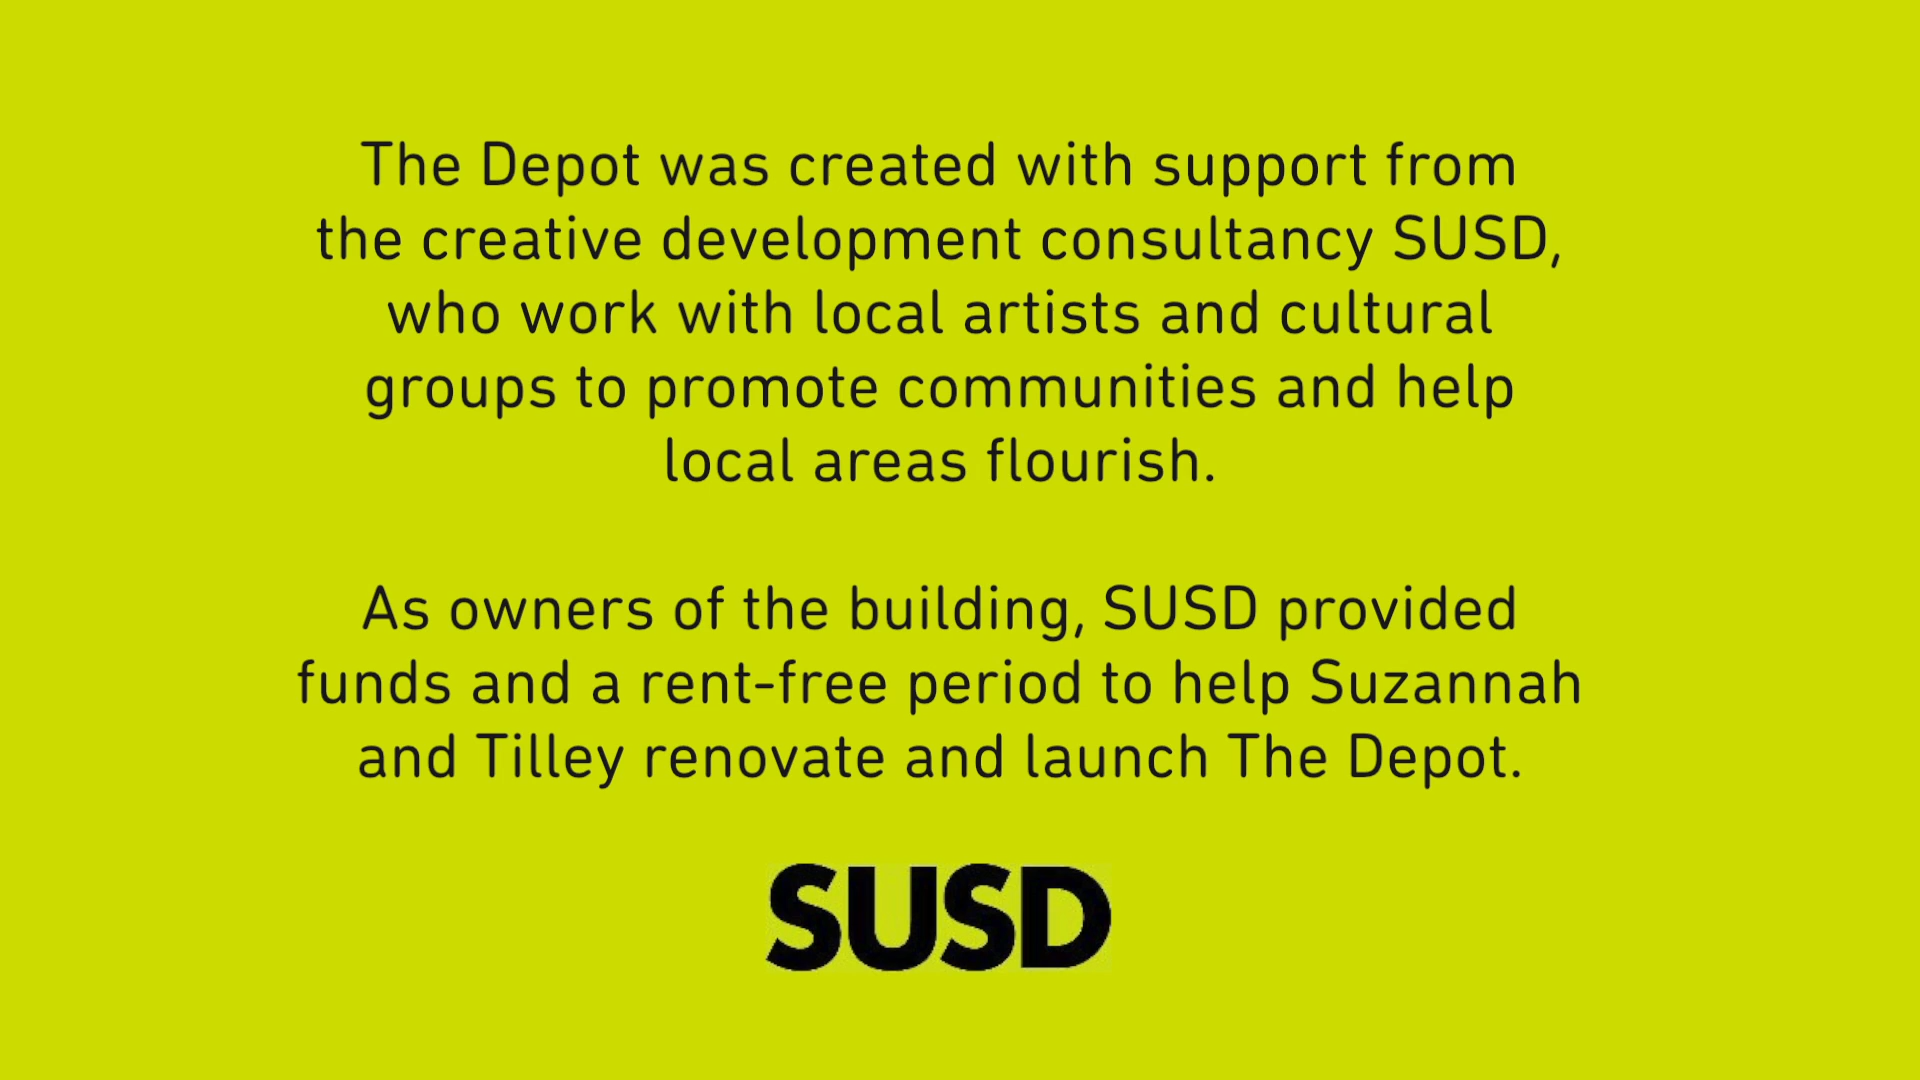 The Depot was created with support from
the creative development consultancy SUSD,
who work with local artists and cultural
groups to promote communities and help
local areas flourish.
As owners of the building, SUSD provided
funds and a rent-free period to help Suzannah
and Tilley renovate and launch The Depot.
SUSD